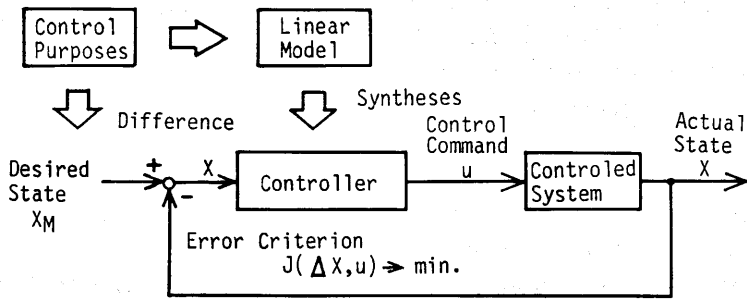 Control
Purposes
Linear
Model
Difference
Syntheses
Desired
State
X_M
+
-
X
Controller
Control
Command
u
Controled
System
Actual
State
X
Error Criterion
J(ΔX,u)→min.